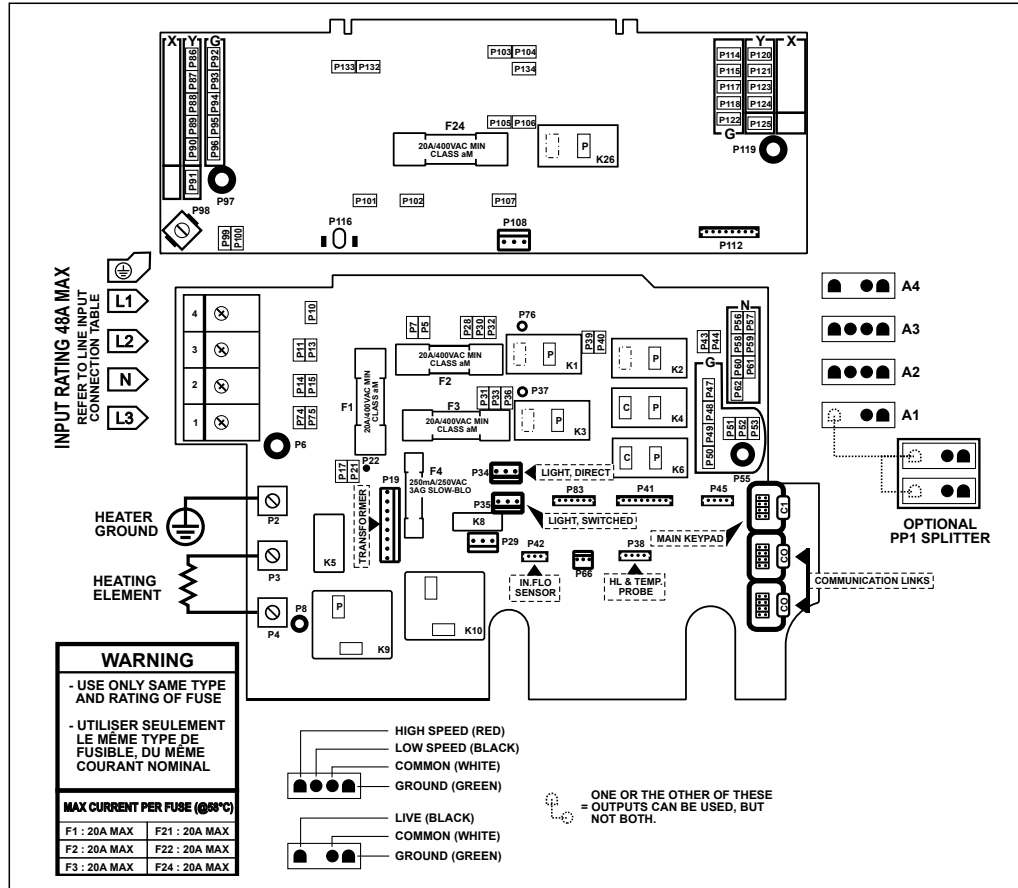 X Y G
P86 P92
P87 P93
P88 P94
P89 P95
P90 P96
P91
P97
P98
P99 P100
P133 P132
P103 P104
P134
F24
P105 P106
20A/400VAC MIN
CLASS aM
P
K26
P101
P102
P107
P116
P108
P112
Y X
P114 P120
P115 P121
P117 P123
P118 P124
P122 P125
G
P119
INPUT RATING 48A MAX
REFER TO LINE INPUT
CONNECTION TABLE
L1
L2
N
L3
4
3
2
1
P10
P11 P13
P14 P15
P74 P75
P6
P17 P21
P22
F1
20A/400VAC MIN
CLASS aM
P7 P5
P28 P30 P32
20A/400VAC MIN
CLASS aM
F2
P76
P
K1
P39 P40
P
K2
P31 P33 P36
F3
20A/400VAC MIN
CLASS aM
P37
P
K3
C P
K4
C P
K6
P43 P44
N
P56 P57
P58 P59
P60 P61
P62
G
P47
P48
P49
P50
P51 P52 P53
P55
F4
250mA/250VAC
3AG SLOW-BLO
P19
TRANSFORMER
P34
LIGHT, DIRECT
P35
LIGHT, SWITCHED
K8
P29
P83
P41
P45
MAIN KEYPAD
P42
IN.FLO
SENSOR
P66
P38
HL & TEMP.
PROBE
C1
CO
CO
COMMUNICATION LINKS
HEATER
GROUND
P2
HEATING
ELEMENT
P3
P4
P8
K5
P
K9
K10
A4
A3
A2
A1
OPTIONAL
PP1 SPLITTER
WARNING
- USE ONLY SAME TYPE
AND RATING OF FUSE
- UTILISER SEULEMENT
LE MÊME TYPE DE
FUSIBLE, DU MÊME
COURANT NOMINAL
MAX CURRENT PER FUSE (@58°C)
F1 : 20A MAX F21 : 20A MAX
F2 : 20A MAX F22 : 20A MAX
F3 : 20A MAX F24 : 20A MAX
HIGH SPEED (RED)
LOW SPEED (BLACK)
COMMON (WHITE)
GROUND (GREEN)
LIVE (BLACK)
COMMON (WHITE)
GROUND (GREEN)
ONE OR THE OTHER OF THESE
= OUTPUTS CAN BE USED, BUT
NOT BOTH.